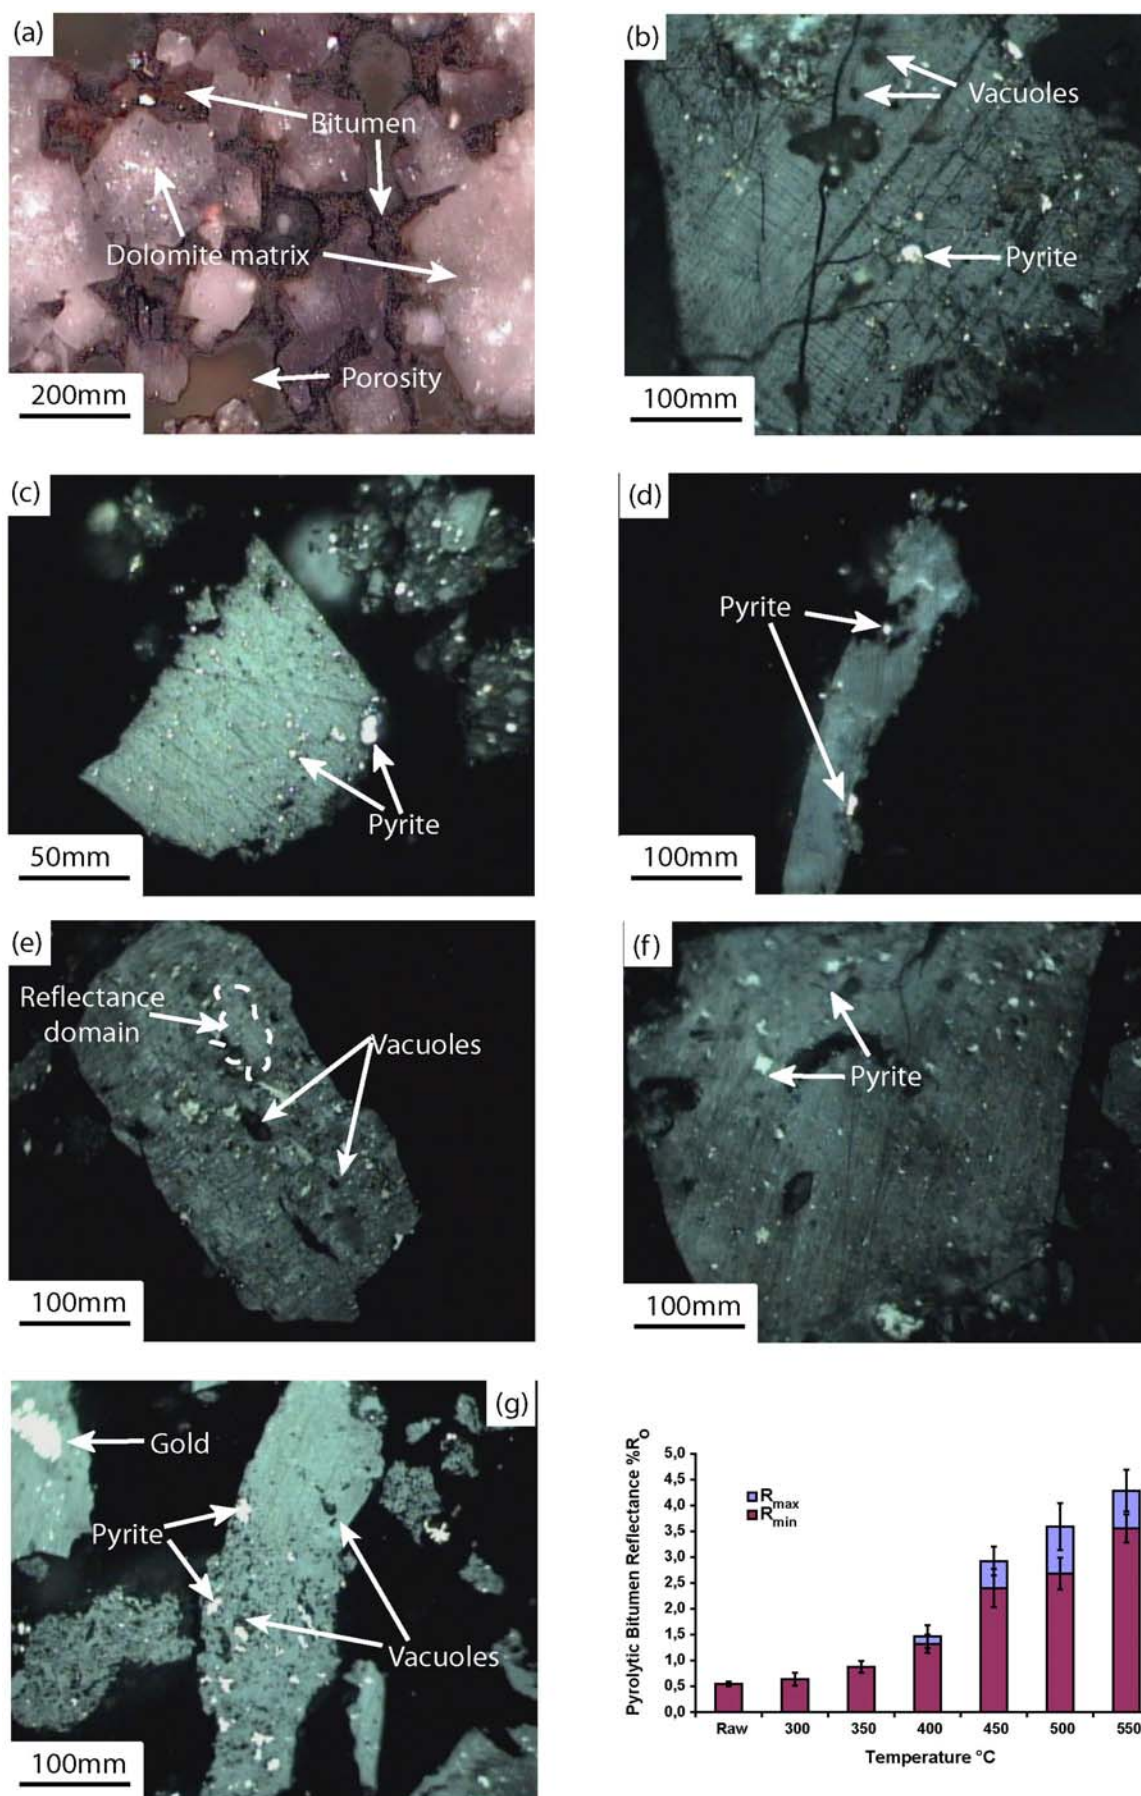 (a)
Bitumen
Dolomite matrix
Porosity
200mm
(b)
Vacuoles
Pyrite
100mm
(c)
Pyrite
50mm
(d)
Pyrite
100mm
(e)
Reflectance
domain
Vacuoles
100mm
(f)
Pyrite
100mm
(g)
Gold
Pyrite
Vacuoles
100mm
Pyrolytic Bitumen Reflectance %RO
5,0
4,5
4,0
3,5
3,0
2,5
2,0
1,5
1,0
0,5
0,0
Rmax
Rmin
Raw 300 350 400 450 500 550
Temperature °C